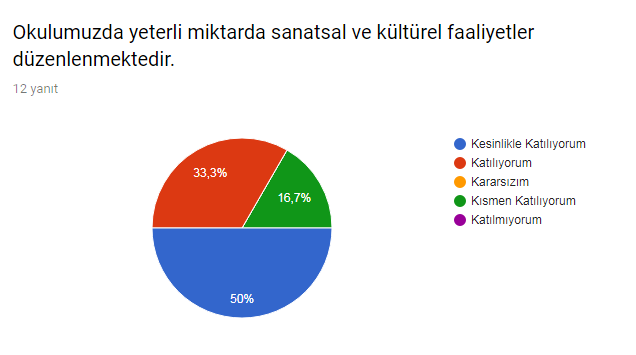 Okulumuzda yeterli miktarda sanatsal ve kültürel faaliyetler
düzenlenmektedir.
12 yanıt
33,3%
16,7%
50%
Kesinlikle Katılıyorum
Katılıyorum
Kararsızım
Kısmen Katılıyorum
Katılmıyorum